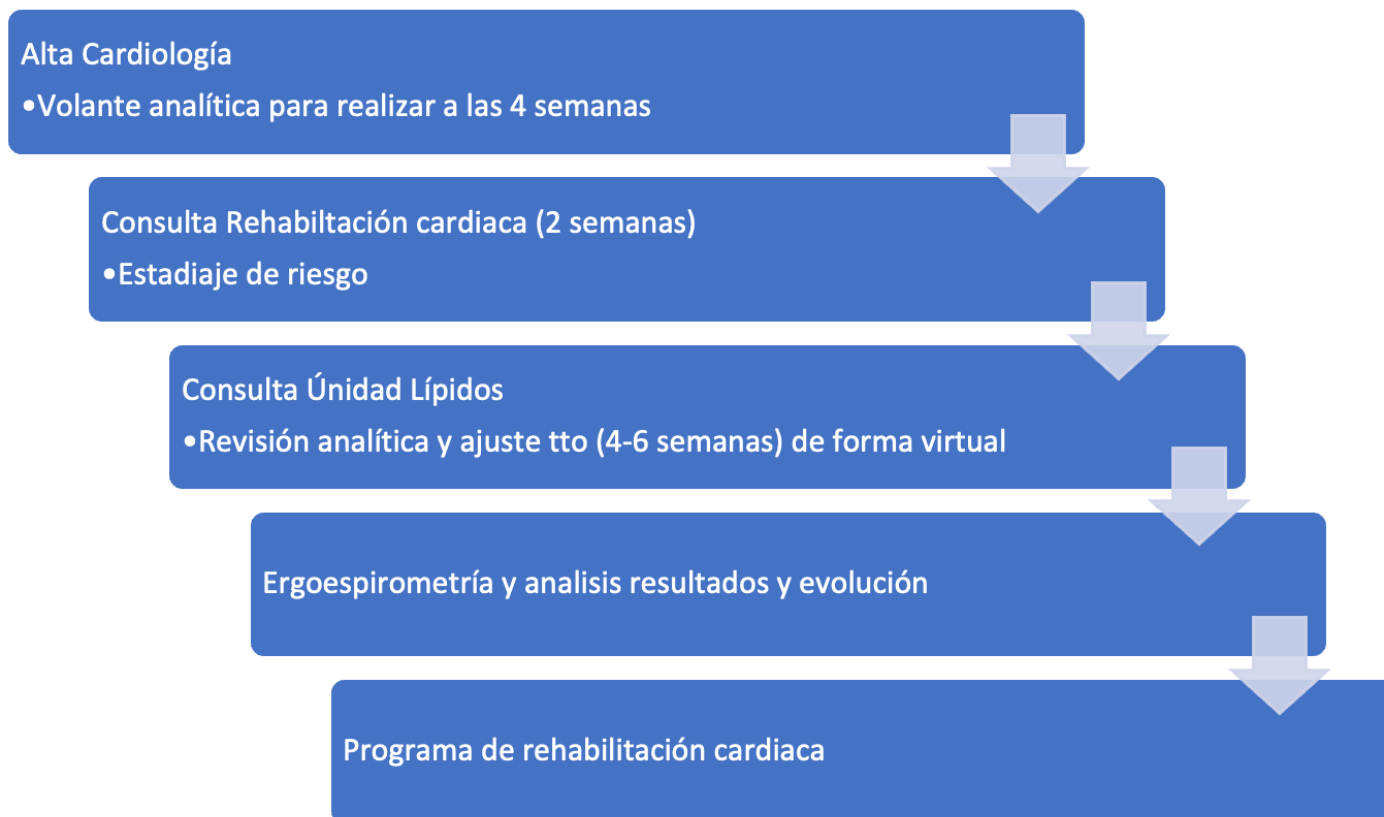 Alta Cardiología
•Volante analítica para realizar a las 4 semanas
Consulta Rehabiltación cardiaca (2 semanas)
•Estadiaje de riesgo
Consulta Únidad Lípidos
•Revisión analítica y ajuste tto (4-6 semanas) de forma virtual
Ergoespirometría y analisis resultados y evolución
Programa de rehabilitación cardiaca